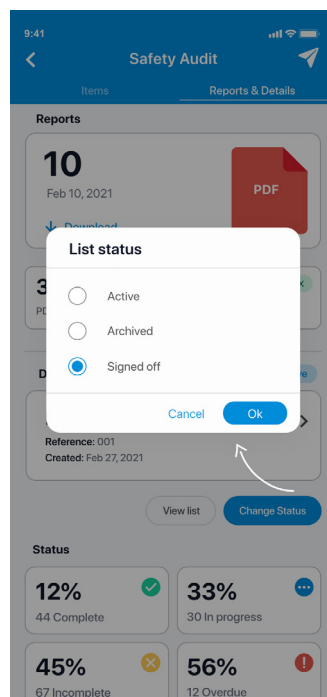 9:41
Safety Audit
Items
Reports & Details
Reports
10
Feb 10, 2021
PDF
Download
List status
Active
Archived
Signed off
Cancel
Ok
Reference: 001
Created: Feb 27, 2021
View list
Change Status
Status
12%
44 Complete
33%
30 In progress
45%
67 Incomplete
56%
12 Overdue